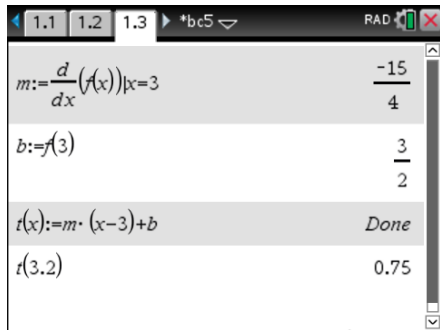 1.1 1.2 1.3 *bc5 RAD
m:=d/dx(f(x))|x=3 -15/4
b:=f(3) 3/2
t(x):=m·(x-3)+b Done
t(3.2) 0.75